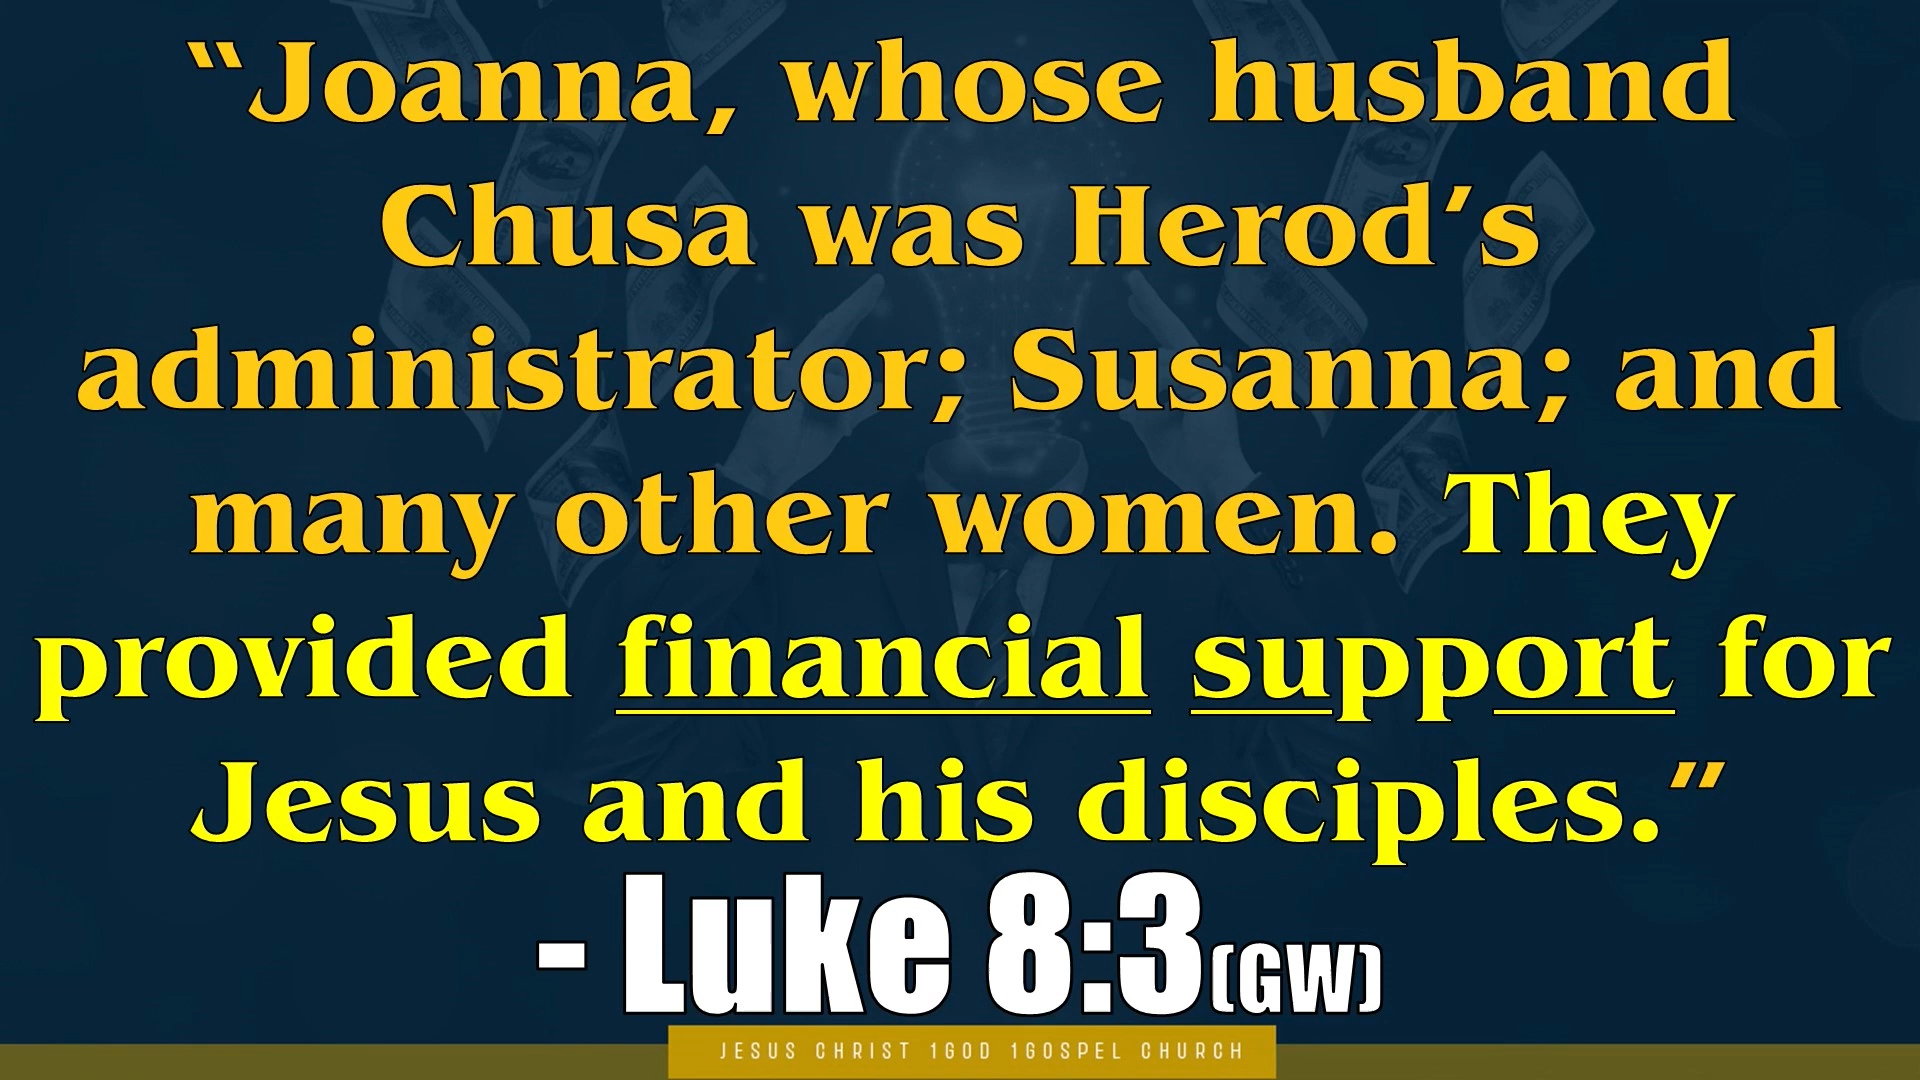 “Joanna, whose husband
Chusa was Herod’s
administrator; Susanna; and
many other women. They
provided financial support for
Jesus and his disciples.”
- Luke 8:3(GW)
JESUS CHRIST 1GOD 1GOSPEL CHURCH